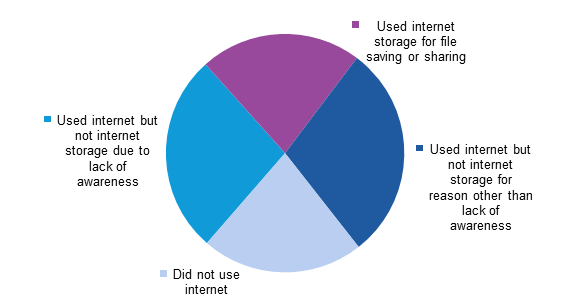 Used internet
storage for file
saving or sharing
Used internet but
not internet
storage due to
lack of
awareness
Used internet but
not internet
storage for
reason other than
lack of
awareness
Did not use
internet